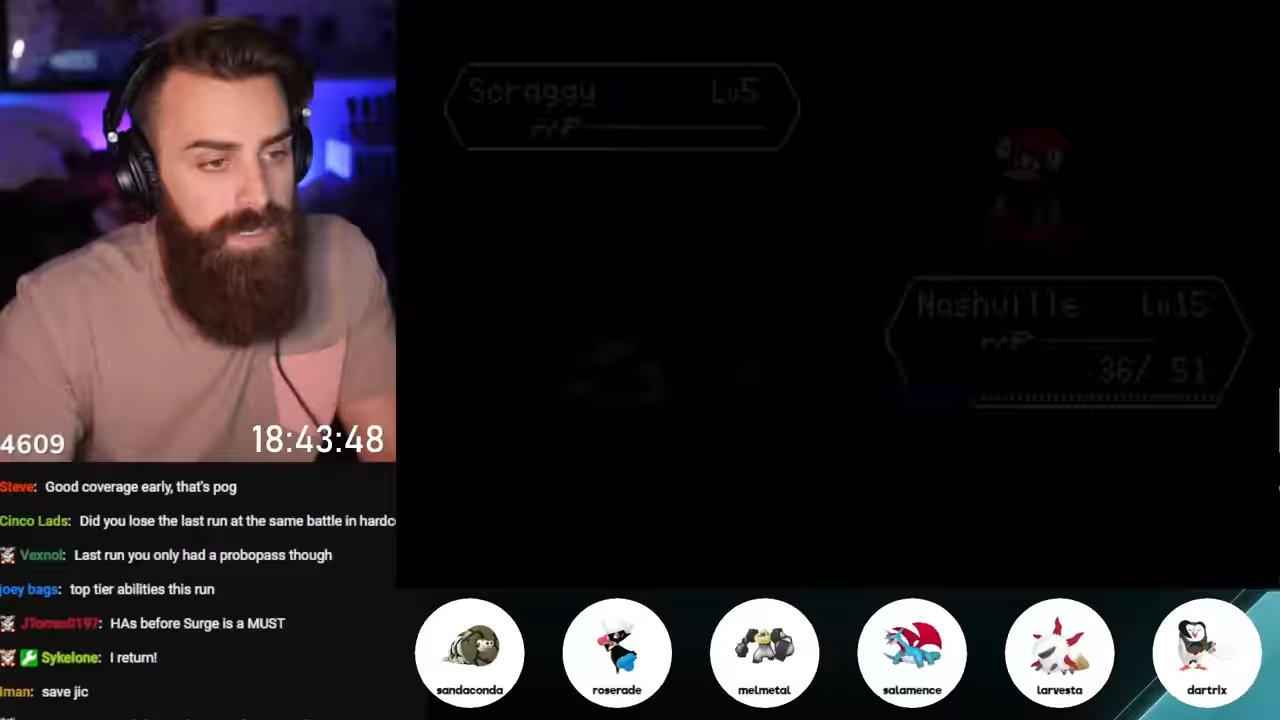 Scraggy Lv5
HP
Nashville Lv15
HP
36/ 51
4609
18:43:48
Steve: Good coverage early, that's pog
Cinco Lads: Did you lose the last run at the same battle in hardc
Vexnol: Last run you only had a probopass though
joey bags: top tier abilities this run
JTorres0197: HAs before Surge is a MUST
Sykelone: I return!
Iman: save jic
sandaconda
roserade
melmetal
salamence
larvesta
dartrix